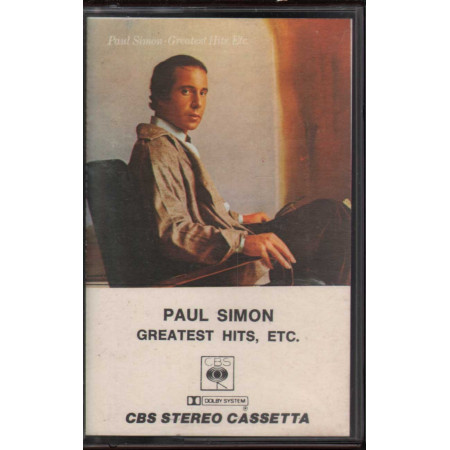 Paul Simon-Greatest Hits, Etc.
PAUL SIMON
GREATEST HITS, ETC.
CBS
DOLBY SYSTEM
®
CBS STEREO CASSETTA